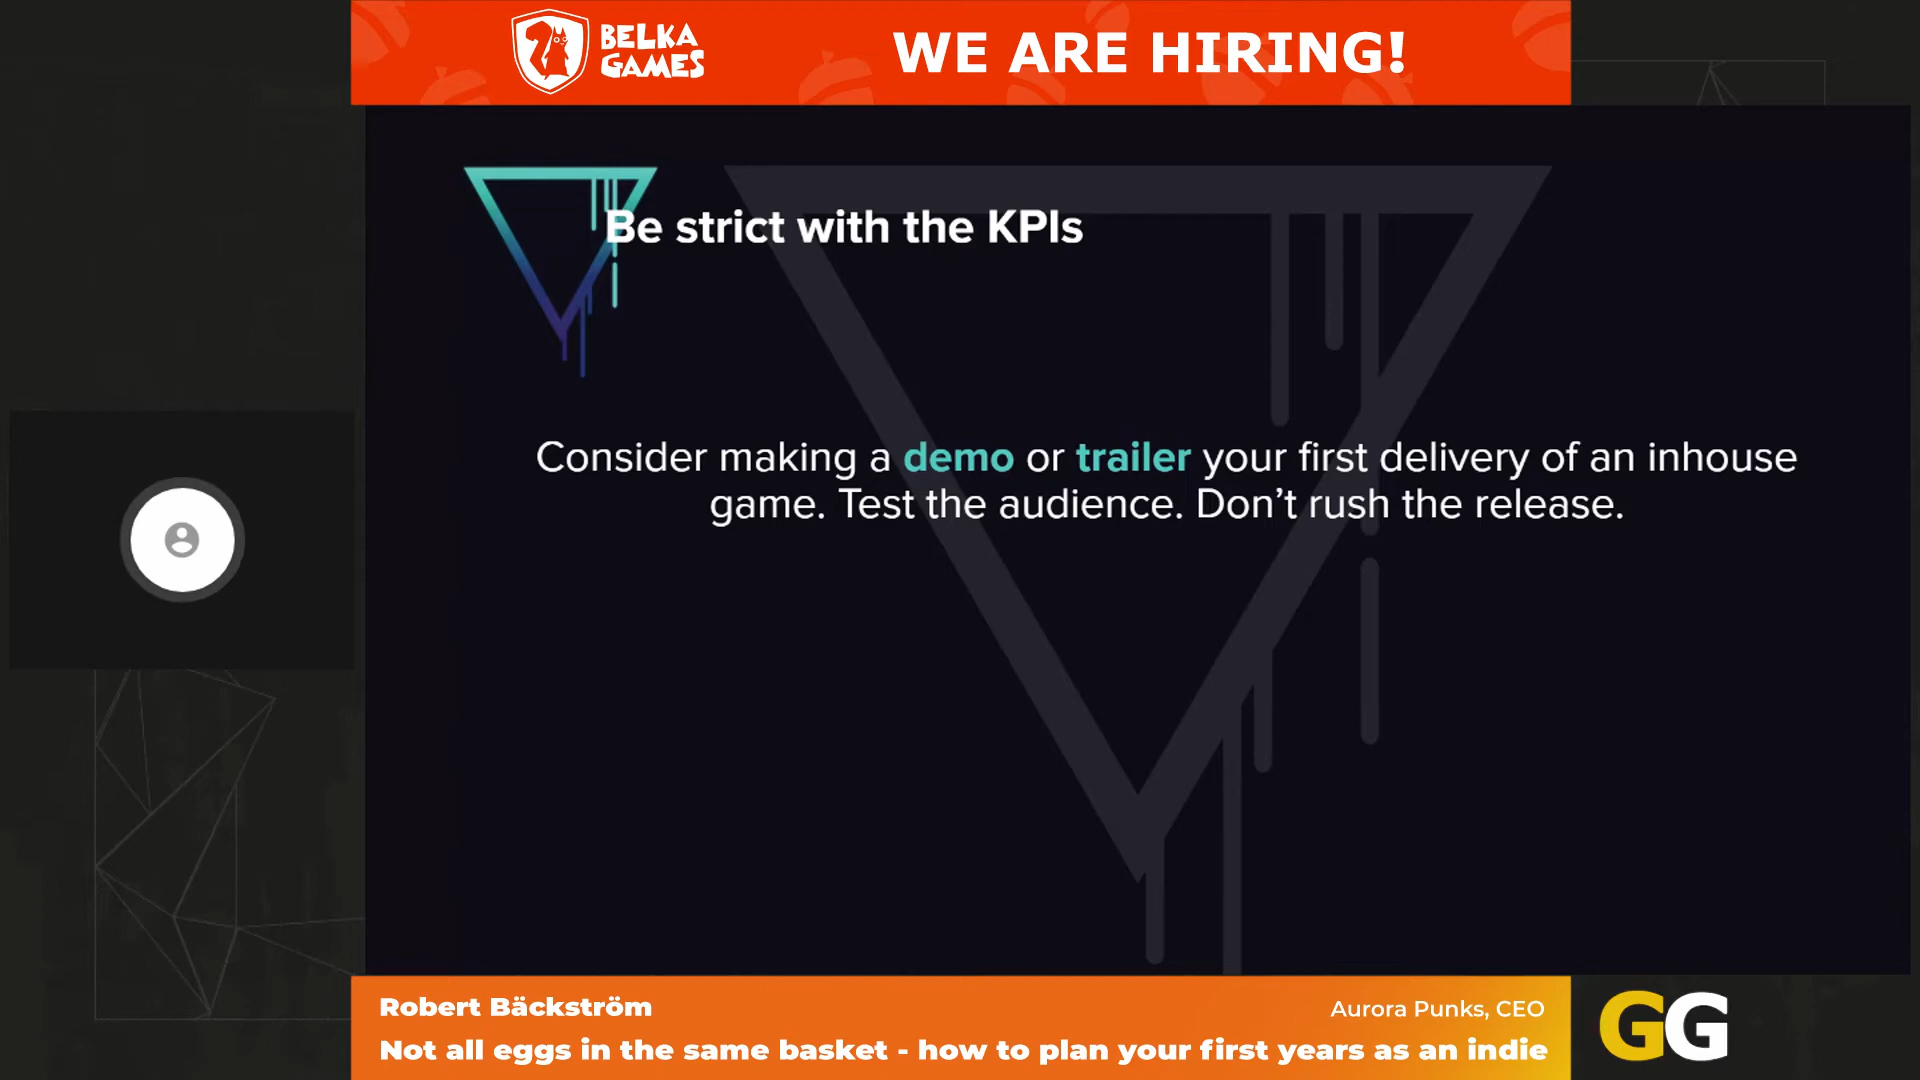 BELKA
GAMES
WE ARE HIRING!
Be strict with the KPIs
Consider making a demo or trailer your first delivery of an inhouse
game. Test the audience. Don’t rush the release.
Robert Bäckström
Aurora Punks, CEO
Not all eggs in the same basket - how to plan your first years as an indie
GG